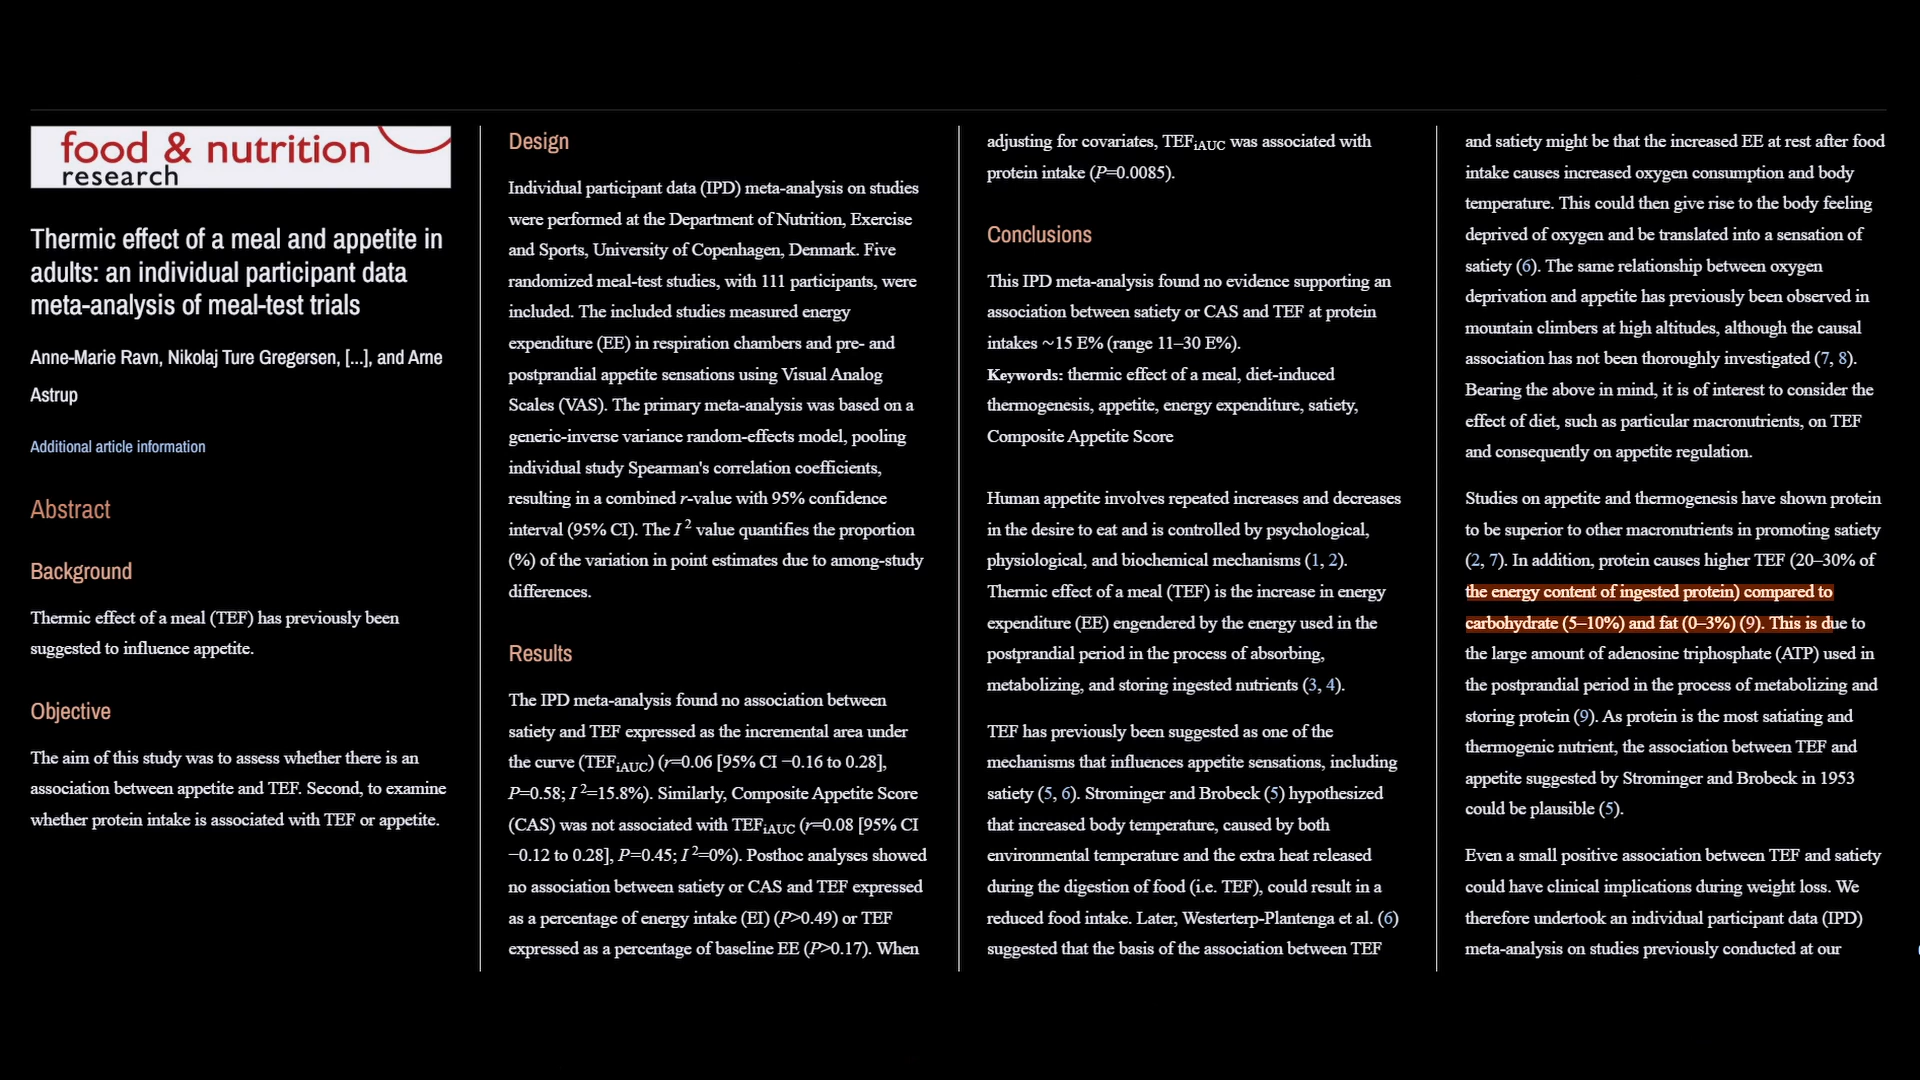 food & nutrition
research
Thermic effect of a meal and appetite in
adults: an individual participant data
meta-analysis of meal-test trials
Anne-Marie Ravn, Nikolaj Ture Gregersen, [...], and Arne
Astrup
Additional article information
Abstract
Background
Thermic effect of a meal (TEF) has previously been
suggested to influence appetite.
Objective
The aim of this study was to assess whether there is an
association between appetite and TEF. Second, to examine
whether protein intake is associated with TEF or appetite.
Design
Individual participant data (IPD) meta-analysis on studies
were performed at the Department of Nutrition, Exercise
and Sports, University of Copenhagen, Denmark. Five
randomized meal-test studies, with 111 participants, were
included. The included studies measured energy
expenditure (EE) in respiration chambers and pre- and
postprandial appetite sensations using Visual Analog
Scales (VAS). The primary meta-analysis was based on a
generic-inverse variance random-effects model, pooling
individual study Spearman's correlation coefficients,
resulting in a combined r-value with 95% confidence
interval (95% CI). The I 2 value quantifies the proportion
(%) of the variation in point estimates due to among-study
differences.
Results
The IPD meta-analysis found no association between
satiety and TEF expressed as the incremental area under
the curve (TEFiAUC) (r=0.06 [95% CI −0.16 to 0.28],
P=0.58; I 2=15.8%). Similarly, Composite Appetite Score
(CAS) was not associated with TEFiAUC (r=0.08 [95% CI
−0.12 to 0.28], P=0.45; I 2=0%). Posthoc analyses showed
no association between satiety or CAS and TEF expressed
as a percentage of energy intake (EI) (P>0.49) or TEF
expressed as a percentage of baseline EE (P>0.17). When
adjusting for covariates, TEFiAUC was associated with
protein intake (P=0.0085).
Conclusions
This IPD meta-analysis found no evidence supporting an
association between satiety or CAS and TEF at protein
intakes ~15 E% (range 11–30 E%).
Keywords: thermic effect of a meal, diet-induced
thermogenesis, appetite, energy expenditure, satiety,
Composite Appetite Score
Human appetite involves repeated increases and decreases
in the desire to eat and is controlled by psychological,
physiological, and biochemical mechanisms (1, 2).
Thermic effect of a meal (TEF) is the increase in energy
expenditure (EE) engendered by the energy used in the
postprandial period in the process of absorbing,
metabolizing, and storing ingested nutrients (3, 4).
TEF has previously been suggested as one of the
mechanisms that influences appetite sensations, including
satiety (5, 6). Strominger and Brobeck (5) hypothesized
that increased body temperature, caused by both
environmental temperature and the extra heat released
during the digestion of food (i.e. TEF), could result in a
reduced food intake. Later, Westerterp-Plantenga et al. (6)
suggested that the basis of the association between TEF
and satiety might be that the increased EE at rest after food
intake causes increased oxygen consumption and body
temperature. This could then give rise to the body feeling
deprived of oxygen and be translated into a sensation of
satiety (6). The same relationship between oxygen
deprivation and appetite has previously been observed in
mountain climbers at high altitudes, although the causal
association has not been thoroughly investigated (7, 8).
Bearing the above in mind, it is of interest to consider the
effect of diet, such as particular macronutrients, on TEF
and consequently on appetite regulation.
Studies on appetite and thermogenesis have shown protein
to be superior to other macronutrients in promoting satiety
(2, 7). In addition, protein causes higher TEF (20–30% of
the energy content of ingested protein) compared to
carbohydrate (5–10%) and fat (0–3%) (9). This is due to
the large amount of adenosine triphosphate (ATP) used in
the postprandial period in the process of metabolizing and
storing protein (9). As protein is the most satiating and
thermogenic nutrient, the association between TEF and
appetite suggested by Strominger and Brobeck in 1953
could be plausible (5).
Even a small positive association between TEF and satiety
could have clinical implications during weight loss. We
therefore undertook an individual participant data (IPD)
meta-analysis on studies previously conducted at our